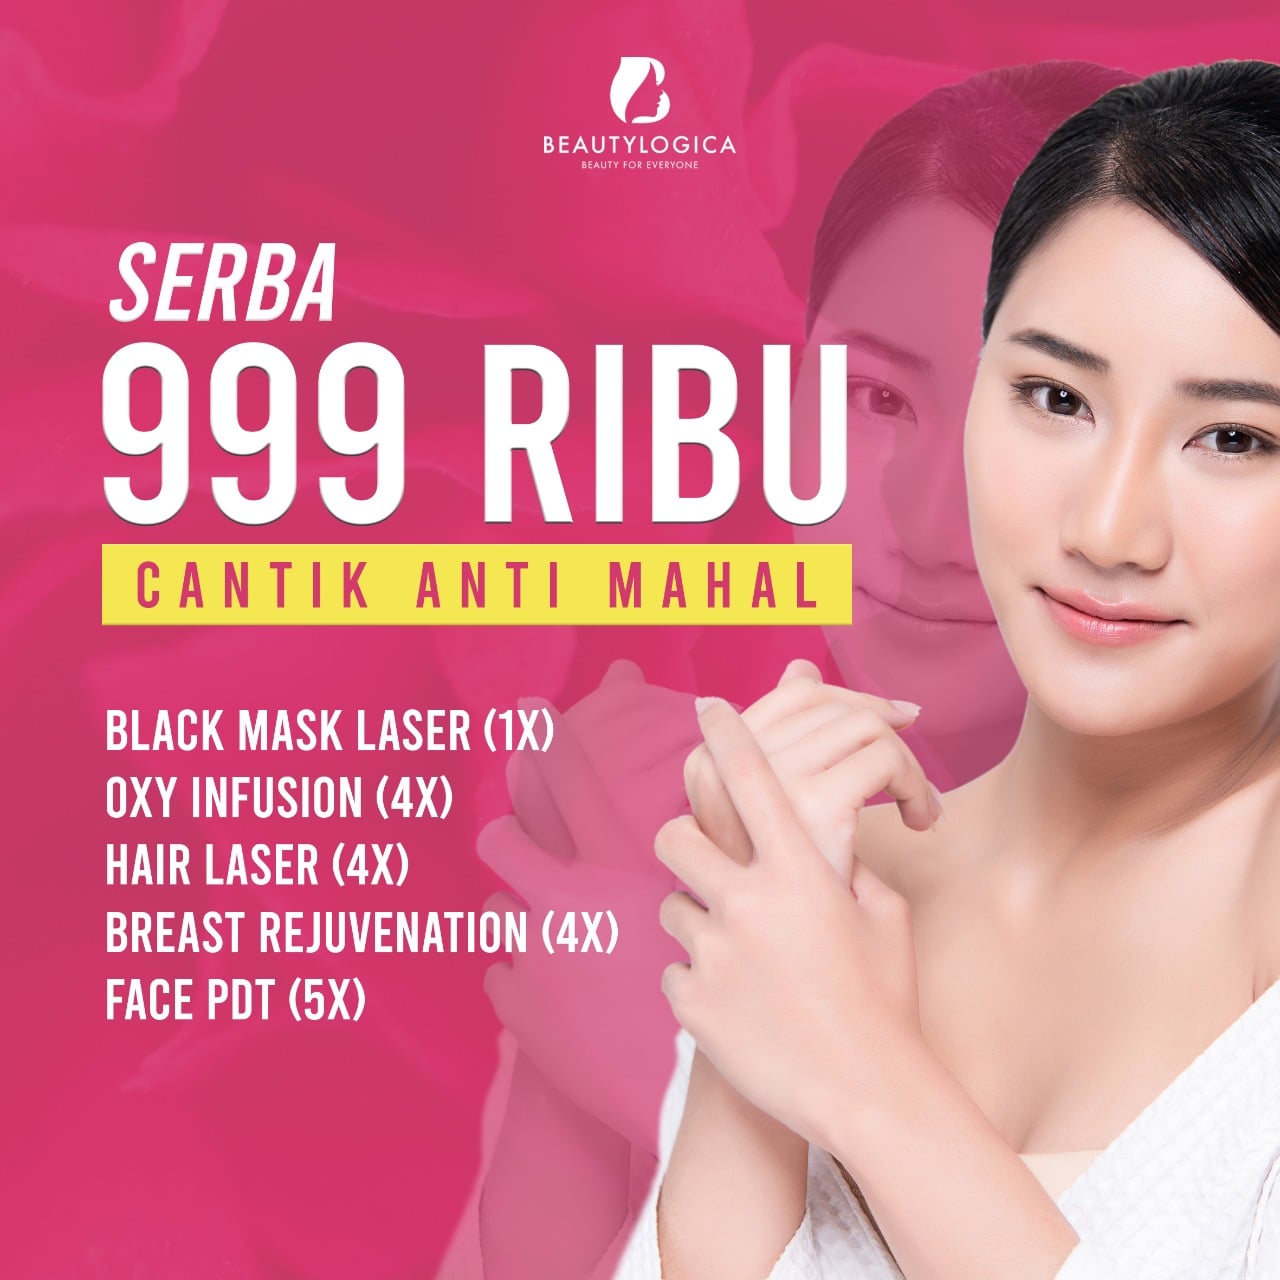 BEAUTYLOGICA
BEAUTY FOR EVERYONE
SERBA
999 RIBU
CANTIK ANTI MAHAL
BLACK MASK LASER (1X)
OXY INFUSION (4X)
HAIR LASER (4X)
BREAST REJUVENATION (4X)
FACE PDT (5X)